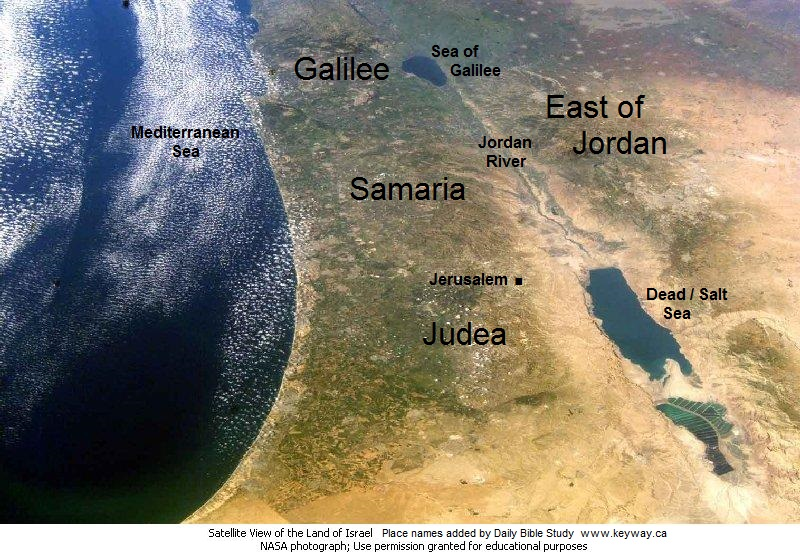 Sea of
Galilee
Galilee
East of
Jordan
Mediterranean
Sea
Jordan
River
Samaria
Jerusalem
Dead / Salt
Sea
Judea
Satellite View of the Land of Israel Place names added by Daily Bible Study www.keyway.ca
NASA photograph; Use permission granted for educational purposes